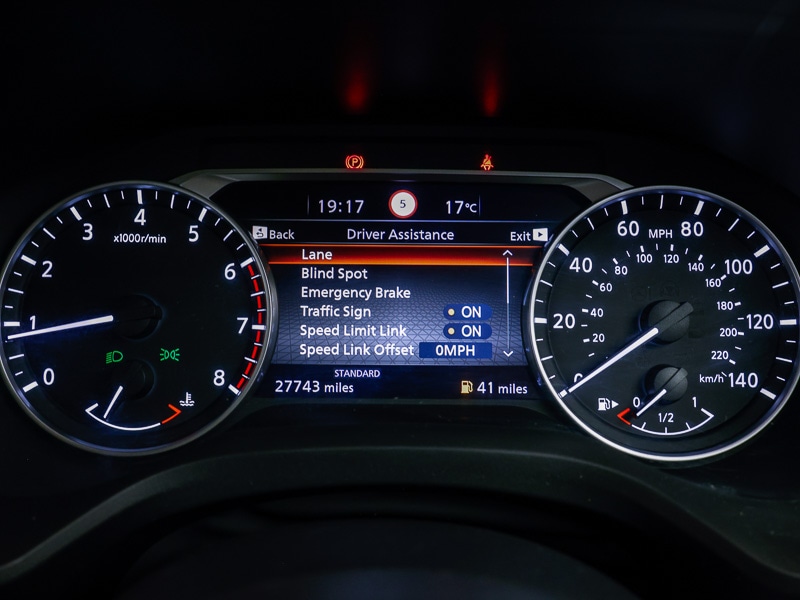 P
19:17 5 17°C
Back Driver Assistance Exit
Lane
Blind Spot
Emergency Brake
Traffic Sign ON
Speed Limit Link ON
Speed Link Offset 0MPH
STANDARD
27743 miles 41 miles
x1000r/min
0 1 2 3 4 5 6 7 8
MPH
0 20 40 60 80 100 120 140
20 40 60 80 100 120 140 160 180 200 220
km/h
0 1/2 1